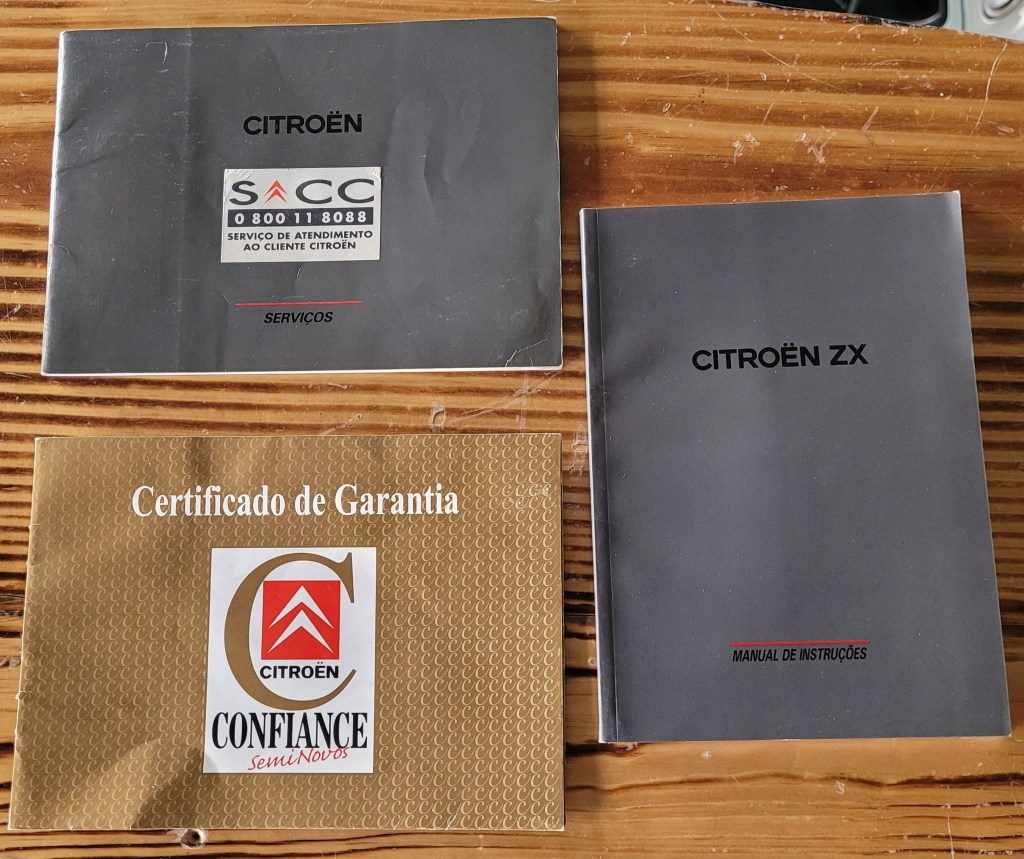 CITROËN
SACC
0 800 11 8088
SERVIÇO DE ATENDIMENTO
AO CLIENTE CITROËN
SERVIÇOS
CITROËN ZX
MANUAL DE INSTRUÇÕES
Certificado de Garantia
C
CITROËN
CONFIANCE
SemiNovos